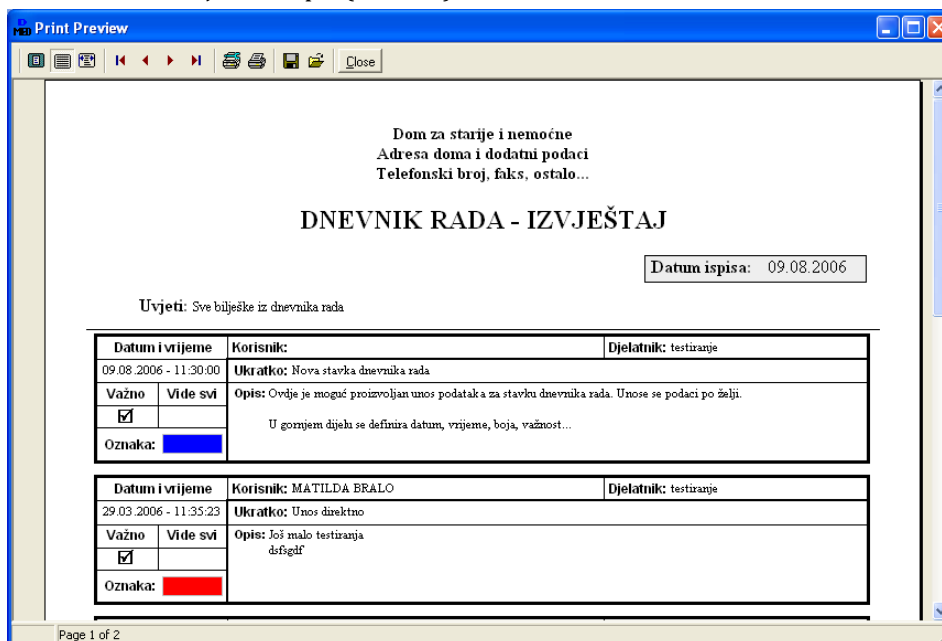 D MED Print Preview
Close
Dom za starije i nemoćne
Adresa doma i dodatni podaci
Telefonski broj, faks, ostalo...
DNEVNIK RADA - IZVJEŠTAJ
Datum ispisa: 09.08.2006
Uvjeti: Sve bilješke iz dnevnika rada
Datum i vrijeme Korisnik: Djelatnik: testiranje
09.08.2006 - 11:30:00 Ukratko: Nova stavka dnevnika rada
Važno Vide svi Opis: Ovdje je moguć proizvoljan unos podataka za stavku dnevnika rada. Unose se podaci po želji.
U gornjem dijelu se definira datum, vrijeme, boja, važnost...
Oznaka:
Datum i vrijeme Korisnik: MATILDA BRALO Djelatnik: testiranje
29.03.2006 - 11:35:23 Ukratko: Unos direktno
Važno Vide svi Opis: Još malo testiranja
dsfsgdf
Oznaka:
Page 1 of 2